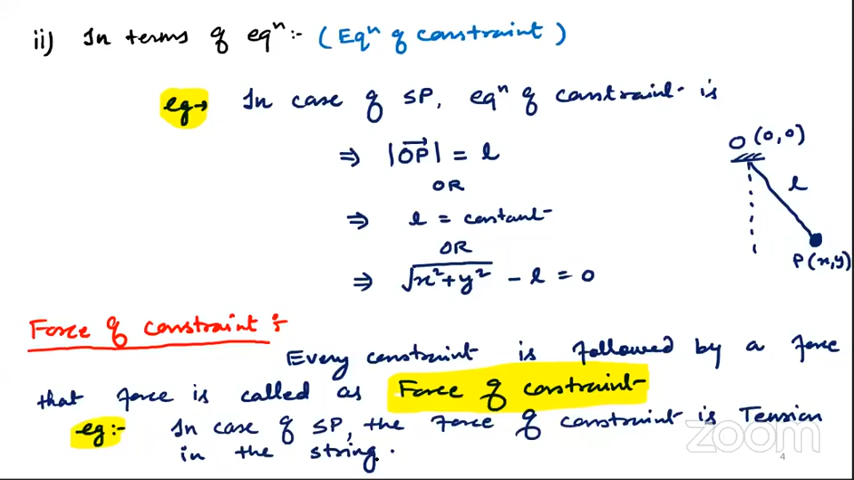 ii) In terms of eqⁿ:- (Eqⁿ of constraint)
eg→ In case of SP, eqⁿ of constraint is
O (0,0)
⇒ |OP⃗| = l
OR
l
⇒ l = constant
OR
P(x,y)
⇒ √(x²+y²) - l = 0
Force of constraint :-
Every constraint is followed by a force
that force is called as Force of constraint
eg:- In case of SP, the force of constraint is Tension
in the string.
zoom
4